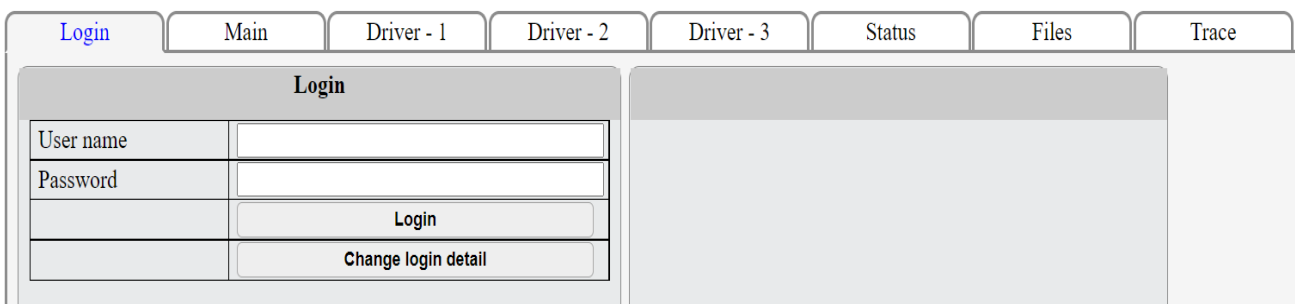 Login Main Driver - 1 Driver - 2 Driver - 3 Status Files Trace
Login
User name
Password
Login
Change login detail